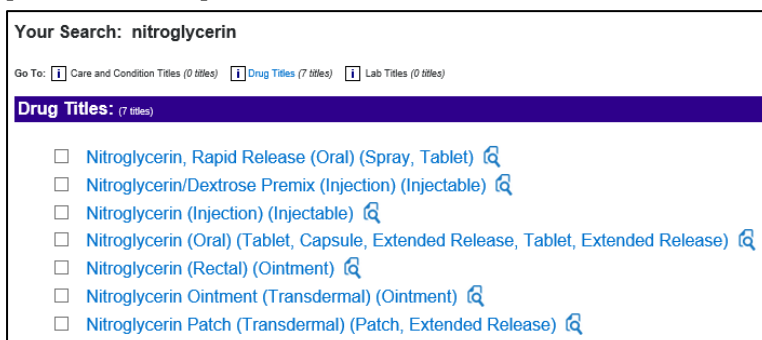 Your Search: nitroglycerin
Go To: i Care and Condition Titles (0 titles) i Drug Titles (7 titles) i Lab Titles (0 titles)
Drug Titles: (7 titles)
Nitroglycerin, Rapid Release (Oral) (Spray, Tablet)
Nitroglycerin/Dextrose Premix (Injection) (Injectable)
Nitroglycerin (Injection) (Injectable)
Nitroglycerin (Oral) (Tablet, Capsule, Extended Release, Tablet, Extended Release)
Nitroglycerin (Rectal) (Ointment)
Nitroglycerin Ointment (Transdermal) (Ointment)
Nitroglycerin Patch (Transdermal) (Patch, Extended Release)